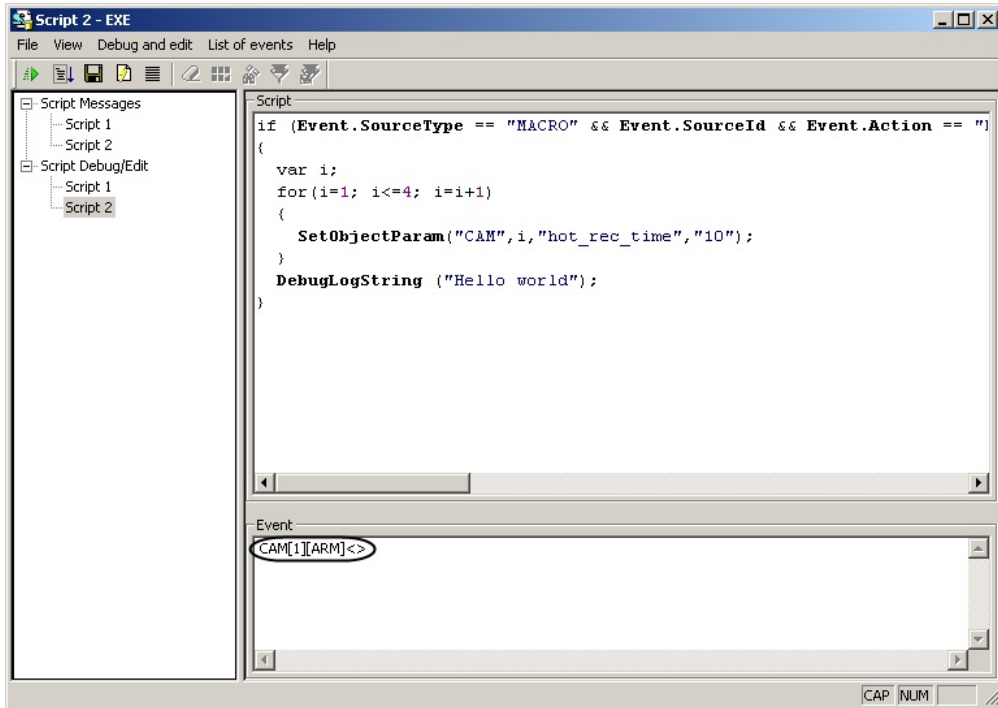 Script 2 - EXE
File View Debug and edit List of events Help
Script Messages
Script 1
Script 2
Script Debug/Edit
Script 1
Script 2
Script
if (Event.SourceType == "MACRO" && Event.SourceId && Event.Action == "
{
var i;
for(i=1; i<=4; i=i+1)
{
SetObjectParam("CAM",i,"hot_rec_time","10");
}
DebugLogString ("Hello world");
}
Event
CAM[1][ARM]<>
CAP NUM